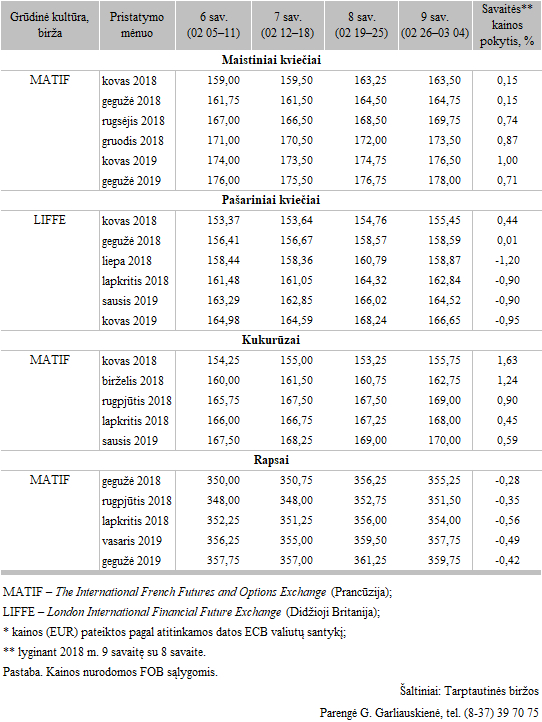 Grūdinė kultūra, biržа Pristatymo mėnuo 6 sav. (02 05–11) 7 sav. (02 12–18) 8 sav. (02 19–25) 9 sav. (02 26–03 04) Savaitės** kainos pokytis, %
Maistiniai kviečiai
MATIF kovas 2018 159,00 159,50 163,25 163,50 0,15
gegužė 2018 161,75 161,50 164,50 164,75 0,15
rugsėjis 2018 167,00 166,50 168,50 169,75 0,74
gruodis 2018 171,00 170,50 172,00 173,50 0,87
kovas 2019 174,00 173,50 174,75 176,50 1,00
gegužė 2019 176,00 175,50 176,75 178,00 0,71
Pašariniai kviečiai
LIFFE kovas 2018 153,37 153,64 154,76 155,45 0,44
gegužė 2018 156,41 156,67 158,57 158,59 0,01
liepa 2018 158,44 158,36 160,79 158,87 -1,20
lapkritis 2018 161,48 161,05 164,32 162,84 -0,90
sausis 2019 163,29 162,85 166,02 164,52 -0,90
kovas 2019 164,98 164,59 168,24 166,65 -0,95
Kukurūzai
MATIF kovas 2018 154,25 155,00 153,25 155,75 1,63
birželis 2018 160,00 161,50 160,75 162,75 1,24
rugpjūtis 2018 165,75 167,50 167,50 169,00 0,90
lapkritis 2018 166,00 166,75 167,25 168,00 0,45
sausis 2019 167,50 168,25 169,00 170,00 0,59
Rapsai
MATIF gegužė 2018 350,00 350,75 356,25 355,25 -0,28
rugpjūtis 2018 348,00 348,00 352,75 351,50 -0,35
lapkritis 2018 352,25 351,25 356,00 354,00 -0,56
vasaris 2019 356,25 355,00 359,50 357,75 -0,49
gegužė 2019 357,75 357,00 361,25 359,75 -0,42
MATIF – The International French Futures and Options Exchange (Prancūzija);
LIFFE – London International Financial Future Exchange (Didžioji Britanija);
* kainos (EUR) pateiktos pagal atitinkamos datos ECB valiutų santykį;
** lyginant 2018 m. 9 savaitę su 8 savaite.
Pastaba. Kainos nurodomos FOB sąlygomis.
Šaltiniai: Tarptautinės biržos
Parengė G. Garliauskienė, tel. (8-37) 39 70 75